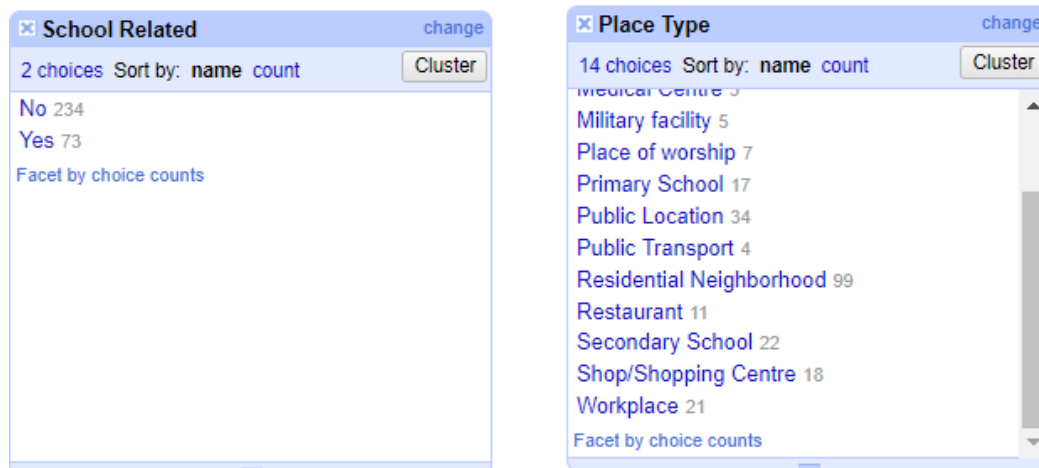 School Related change
2 choices Sort by: name count Cluster
No 234
Yes 73
Facet by choice counts
Place Type change
14 choices Sort by: name count Cluster
Medical Centre 5
Military facility 5
Place of worship 7
Primary School 17
Public Location 34
Public Transport 4
Residential Neighborhood 99
Restaurant 11
Secondary School 22
Shop/Shopping Centre 18
Workplace 21
Facet by choice counts